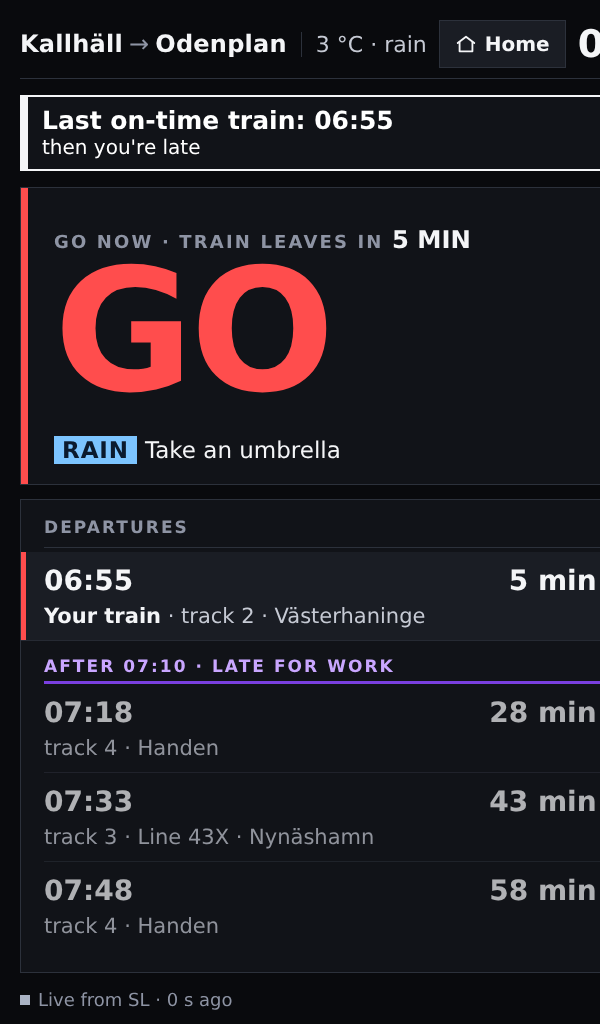 Kallhäll → Odenplan 3 °C · rain Home 0
Last on-time train: 06:55
then you're late
GO NOW · TRAIN LEAVES IN 5 MIN
GO
RAIN Take an umbrella
DEPARTURES
06:55 5 min
Your train · track 2 · Västerhaninge
AFTER 07:10 · LATE FOR WORK
07:18 28 min
track 4 · Handen
07:33 43 min
track 3 · Line 43X · Nynäshamn
07:48 58 min
track 4 · Handen
Live from SL · 0 s ago